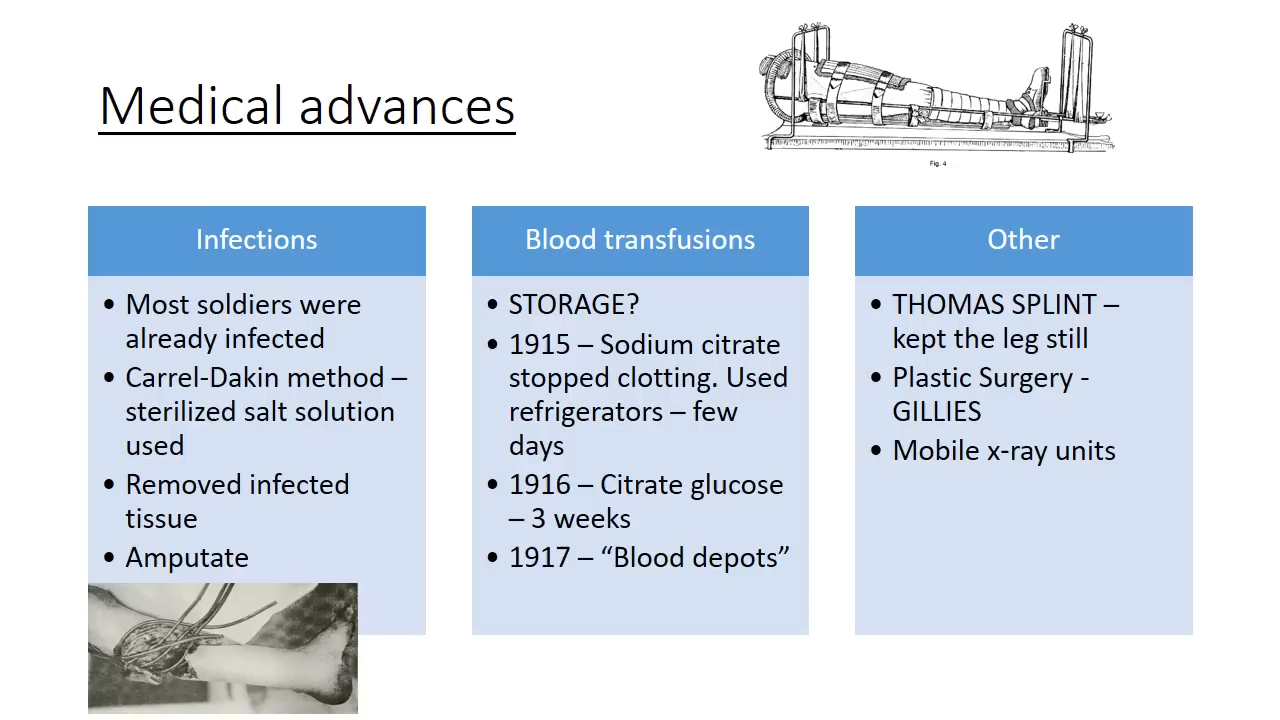 Medical advances
Fig. 4
Infections
• Most soldiers were
already infected
• Carrel-Dakin method –
sterilized salt solution
used
• Removed infected
tissue
• Amputate
Blood transfusions
• STORAGE?
• 1915 – Sodium citrate
stopped clotting. Used
refrigerators – few
days
• 1916 – Citrate glucose
– 3 weeks
• 1917 – “Blood depots”
Other
• THOMAS SPLINT –
kept the leg still
• Plastic Surgery -
GILLIES
• Mobile x-ray units